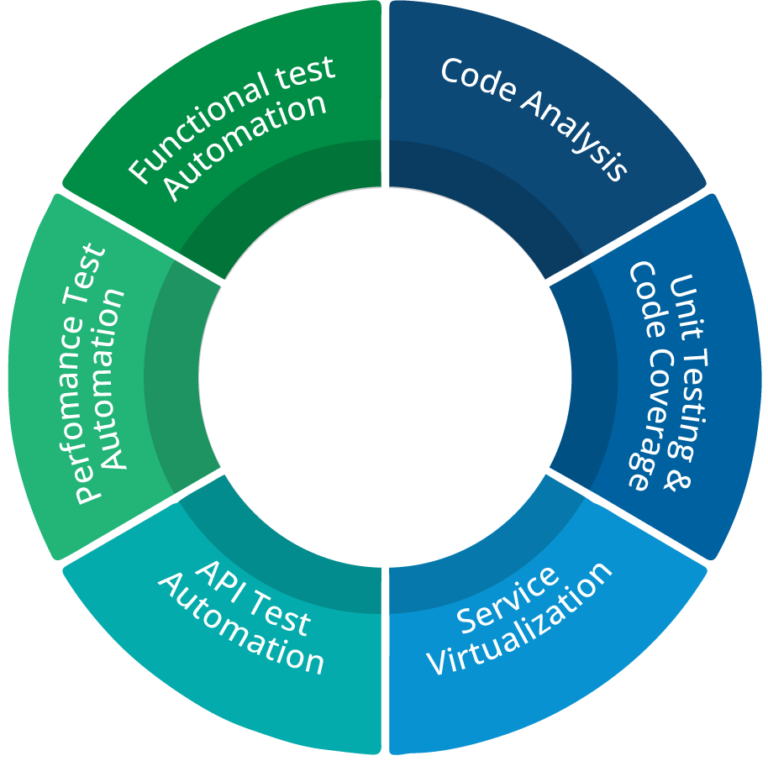 Code Analysis
Unit Testing &
Code Coverage
Service
Virtualization
API Test
Automation
Perfomance Test
Automation
Functional test
Automation